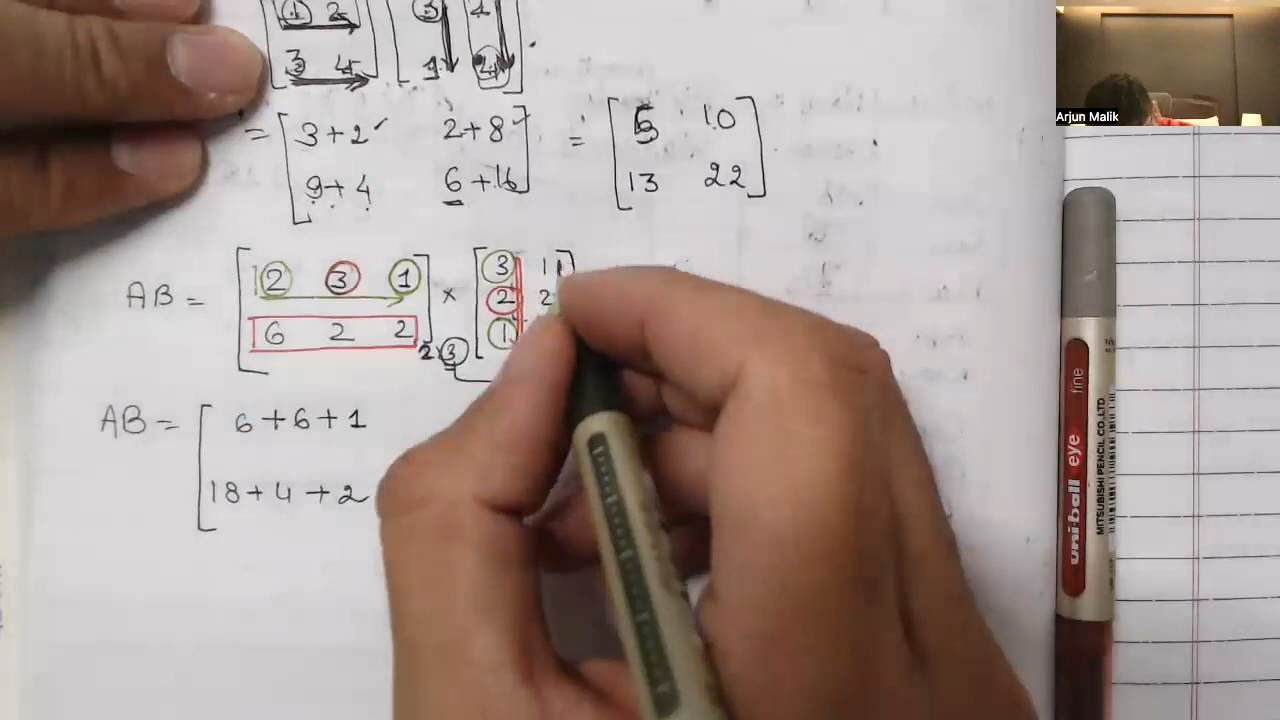 1 2 3 2
3 4 1 4
= 3+2 2+8 = 5 10
9+4 6+16 13 22
2 3 1 3 1
AB = × 2 2
6 2 2 1
2×3
AB = 6+6+1
18+4+2
Arjun Malik
uni-ball eye fine
MITSUBISHI PENCIL CO.,LTD